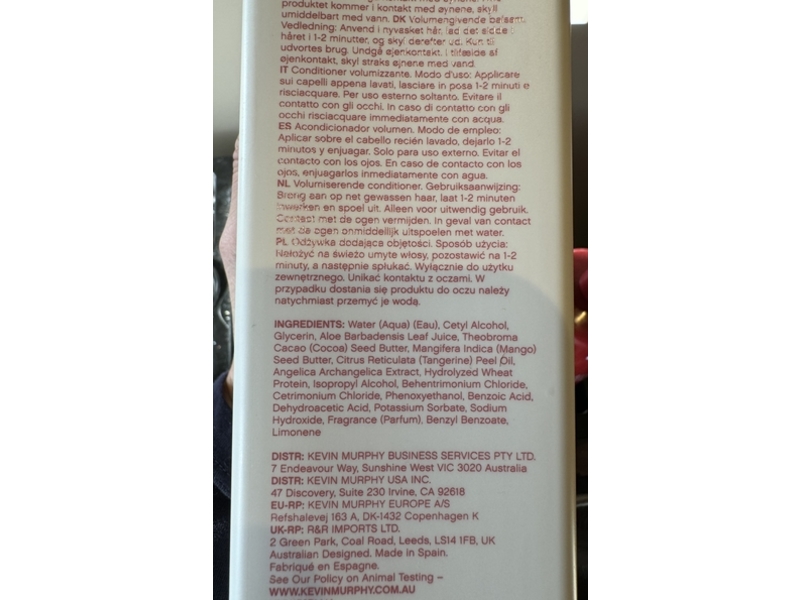 produktet kommer i kontakt med øynene, skyll
umiddelbart med vann. DK Volumengivende balsam.
Vedledning: Anvend i nyvasket hår, lad det sidde i
håret i 1-2 minutter, og skyl derefter ud. Kun til
udvortes brug. Undgå øjenkontakt. I tilfælde af
øjenkontakt, skyl straks øjnene med vand.
IT Conditioner volumizzante. Modo d'uso: Applicare
sui capelli appena lavati, lasciare in posa 1-2 minuti e
risciacquare. Per uso esterno soltanto. Evitare il
contatto con gli occhi. In caso di contatto con gli
occhi risciacquare immediatamente con acqua.
ES Acondicionador volumen. Modo de empleo:
Aplicar sobre el cabello recién lavado, dejarlo 1-2
minutos y enjuagar. Solo para uso externo. Evitar el
contacto con los ojos. En caso de contacto con los
ojos, enjuagarlos inmediatamente con agua.
NL Volumiserende conditioner. Gebruiksaanwijzing:
Breng aan op net gewassen haar, laat 1-2 minuten
inwerken en spoel uit. Alleen voor uitwendig gebruik.
Contact met de ogen vermijden. In geval van contact
met de ogen onmiddellijk uitspoelen met water.
PL Odżywka dodająca objętości. Sposób użycia:
Nałożyć na świeżo umyte włosy, pozostawić na 1-2
minuty, a następnie spłukać. Wyłącznie do użytku
zewnętrznego. Unikać kontaktu z oczami. W
przypadku dostania się produktu do oczu należy
natychmiast przemyć je wodą.
INGREDIENTS: Water (Aqua) (Eau), Cetyl Alcohol,
Glycerin, Aloe Barbadensis Leaf Juice, Theobroma
Cacao (Cocoa) Seed Butter, Mangifera Indica (Mango)
Seed Butter, Citrus Reticulata (Tangerine) Peel Oil,
Angelica Archangelica Extract, Hydrolyzed Wheat
Protein, Isopropyl Alcohol, Behentrimonium Chloride,
Cetrimonium Chloride, Phenoxyethanol, Benzoic Acid,
Dehydroacetic Acid, Potassium Sorbate, Sodium
Hydroxide, Fragrance (Parfum), Benzyl Benzoate,
Limonene
DISTR: KEVIN MURPHY BUSINESS SERVICES PTY LTD.
7 Endeavour Way, Sunshine West VIC 3020 Australia
DISTR: KEVIN MURPHY USA INC.
47 Discovery, Suite 230 Irvine, CA 92618
EU-RP: KEVIN MURPHY EUROPE A/S
Refshalevej 163 A, DK-1432 Copenhagen K
UK-RP: R&R IMPORTS LTD.
2 Green Park, Coal Road, Leeds, LS14 1FB, UK
Australian Designed. Made in Spain.
Fabriqué en Espagne.
See Our Policy on Animal Testing –
WWW.KEVINMURPHY.COM.AU